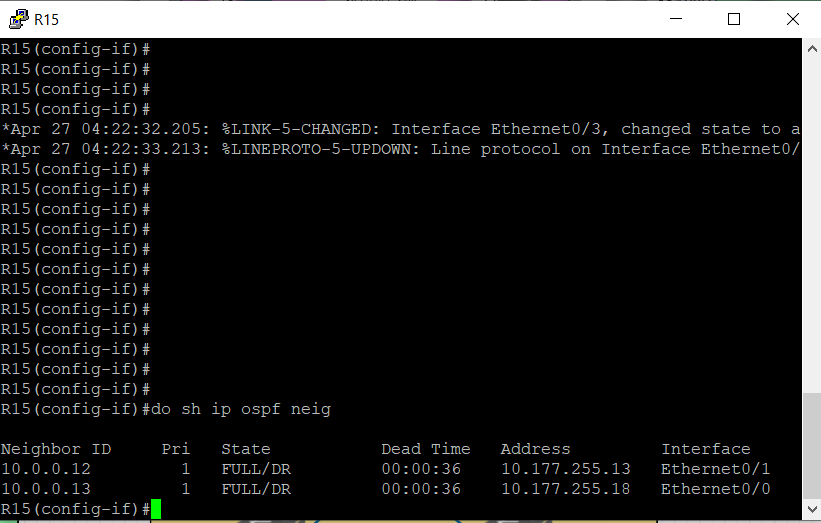 R15
R15(config-if)#
R15(config-if)#
R15(config-if)#
R15(config-if)#
*Apr 27 04:22:32.205: %LINK-5-CHANGED: Interface Ethernet0/3, changed state to a
*Apr 27 04:22:33.213: %LINEPROTO-5-UPDOWN: Line protocol on Interface Ethernet0/
R15(config-if)#
R15(config-if)#
R15(config-if)#
R15(config-if)#
R15(config-if)#
R15(config-if)#
R15(config-if)#
R15(config-if)#
R15(config-if)#
R15(config-if)#
R15(config-if)#
R15(config-if)#
R15(config-if)#do sh ip ospf neig
Neighbor ID     Pri   State           Dead Time   Address         Interface
10.0.0.12         1   FULL/DR         00:00:36    10.177.255.13   Ethernet0/1
10.0.0.13         1   FULL/DR         00:00:36    10.177.255.18   Ethernet0/0
R15(config-if)#